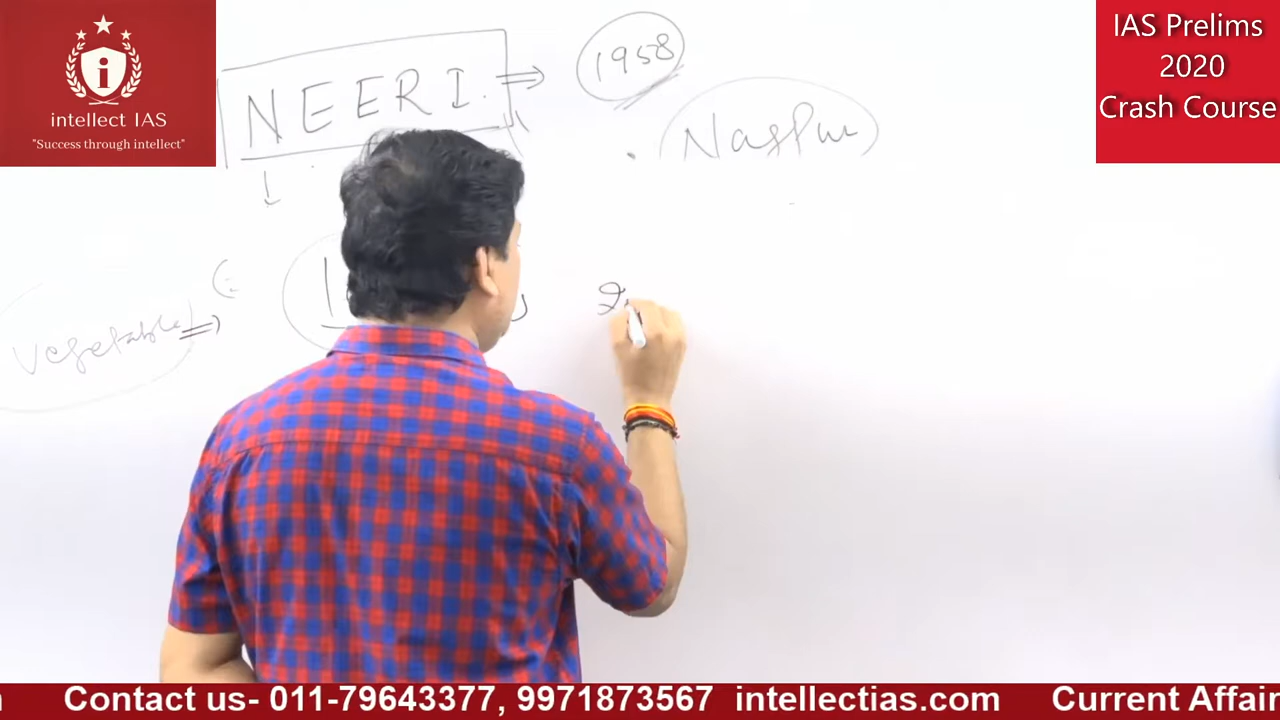 intellect IAS
"Success through intellect"
IAS Prelims
2020
Crash Course
NEERI
1958
Nagpur
vegetable
Contact us- 011-79643377, 9971873567 intellectias.com Current Affair